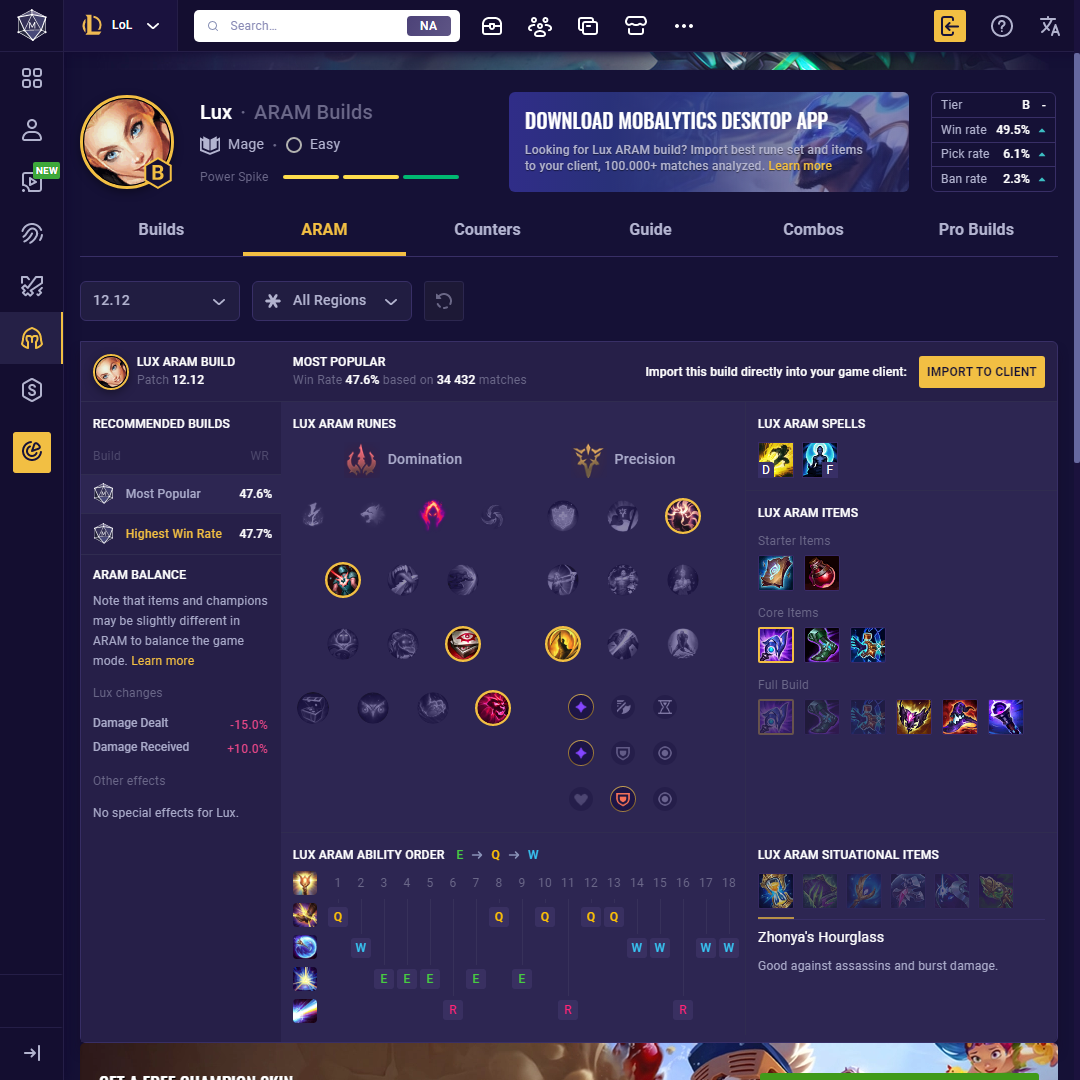 LoL
Search...
NA
NEW
Lux · ARAM Builds
Mage · Easy
Power Spike
B
DOWNLOAD MOBALYTICS DESKTOP APP
Looking for Lux ARAM build? Import best rune set and items
to your client, 100.000+ matches analyzed. Learn more
Tier B -
Win rate 49.5%
Pick rate 6.1%
Ban rate 2.3%
Builds ARAM Counters Guide Combos Pro Builds
12.12
All Regions
LUX ARAM BUILD
Patch 12.12
MOST POPULAR
Win Rate 47.6% based on 34 432 matches
Import this build directly into your game client:
IMPORT TO CLIENT
RECOMMENDED BUILDS
Build WR
Most Popular 47.6%
Highest Win Rate 47.7%
ARAM BALANCE
Note that items and champions
may be slightly different in
ARAM to balance the game
mode. Learn more
Lux changes
Damage Dealt -15.0%
Damage Received +10.0%
Other effects
No special effects for Lux.
LUX ARAM RUNES
Domination Precision
LUX ARAM SPELLS
D F
LUX ARAM ITEMS
Starter Items
Core Items
Full Build
LUX ARAM ABILITY ORDER E → Q → W
1 2 3 4 5 6 7 8 9 10 11 12 13 14 15 16 17 18
Q Q Q Q Q
W W W W W
E E E E E
R R R
LUX ARAM SITUATIONAL ITEMS
Zhonya's Hourglass
Good against assassins and burst damage.
GET A FREE CHAMPION SKIN